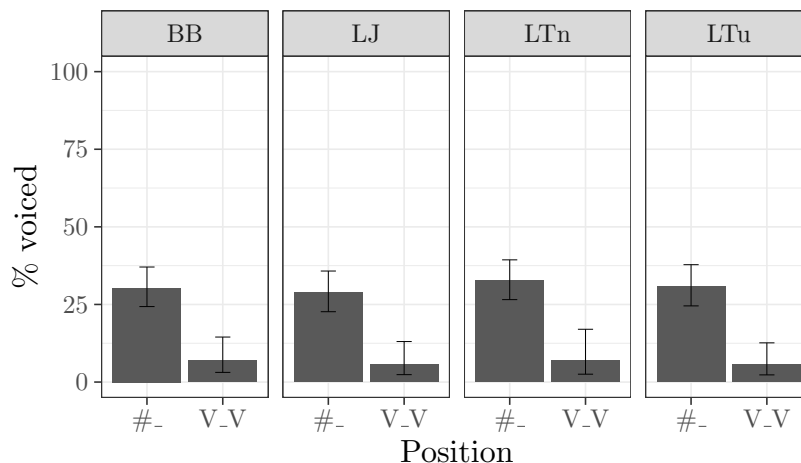 BB LJ LTn LTu
100
75
50
25
0
% voiced
#_ V_V #_ V_V #_ V_V #_ V_V
Position